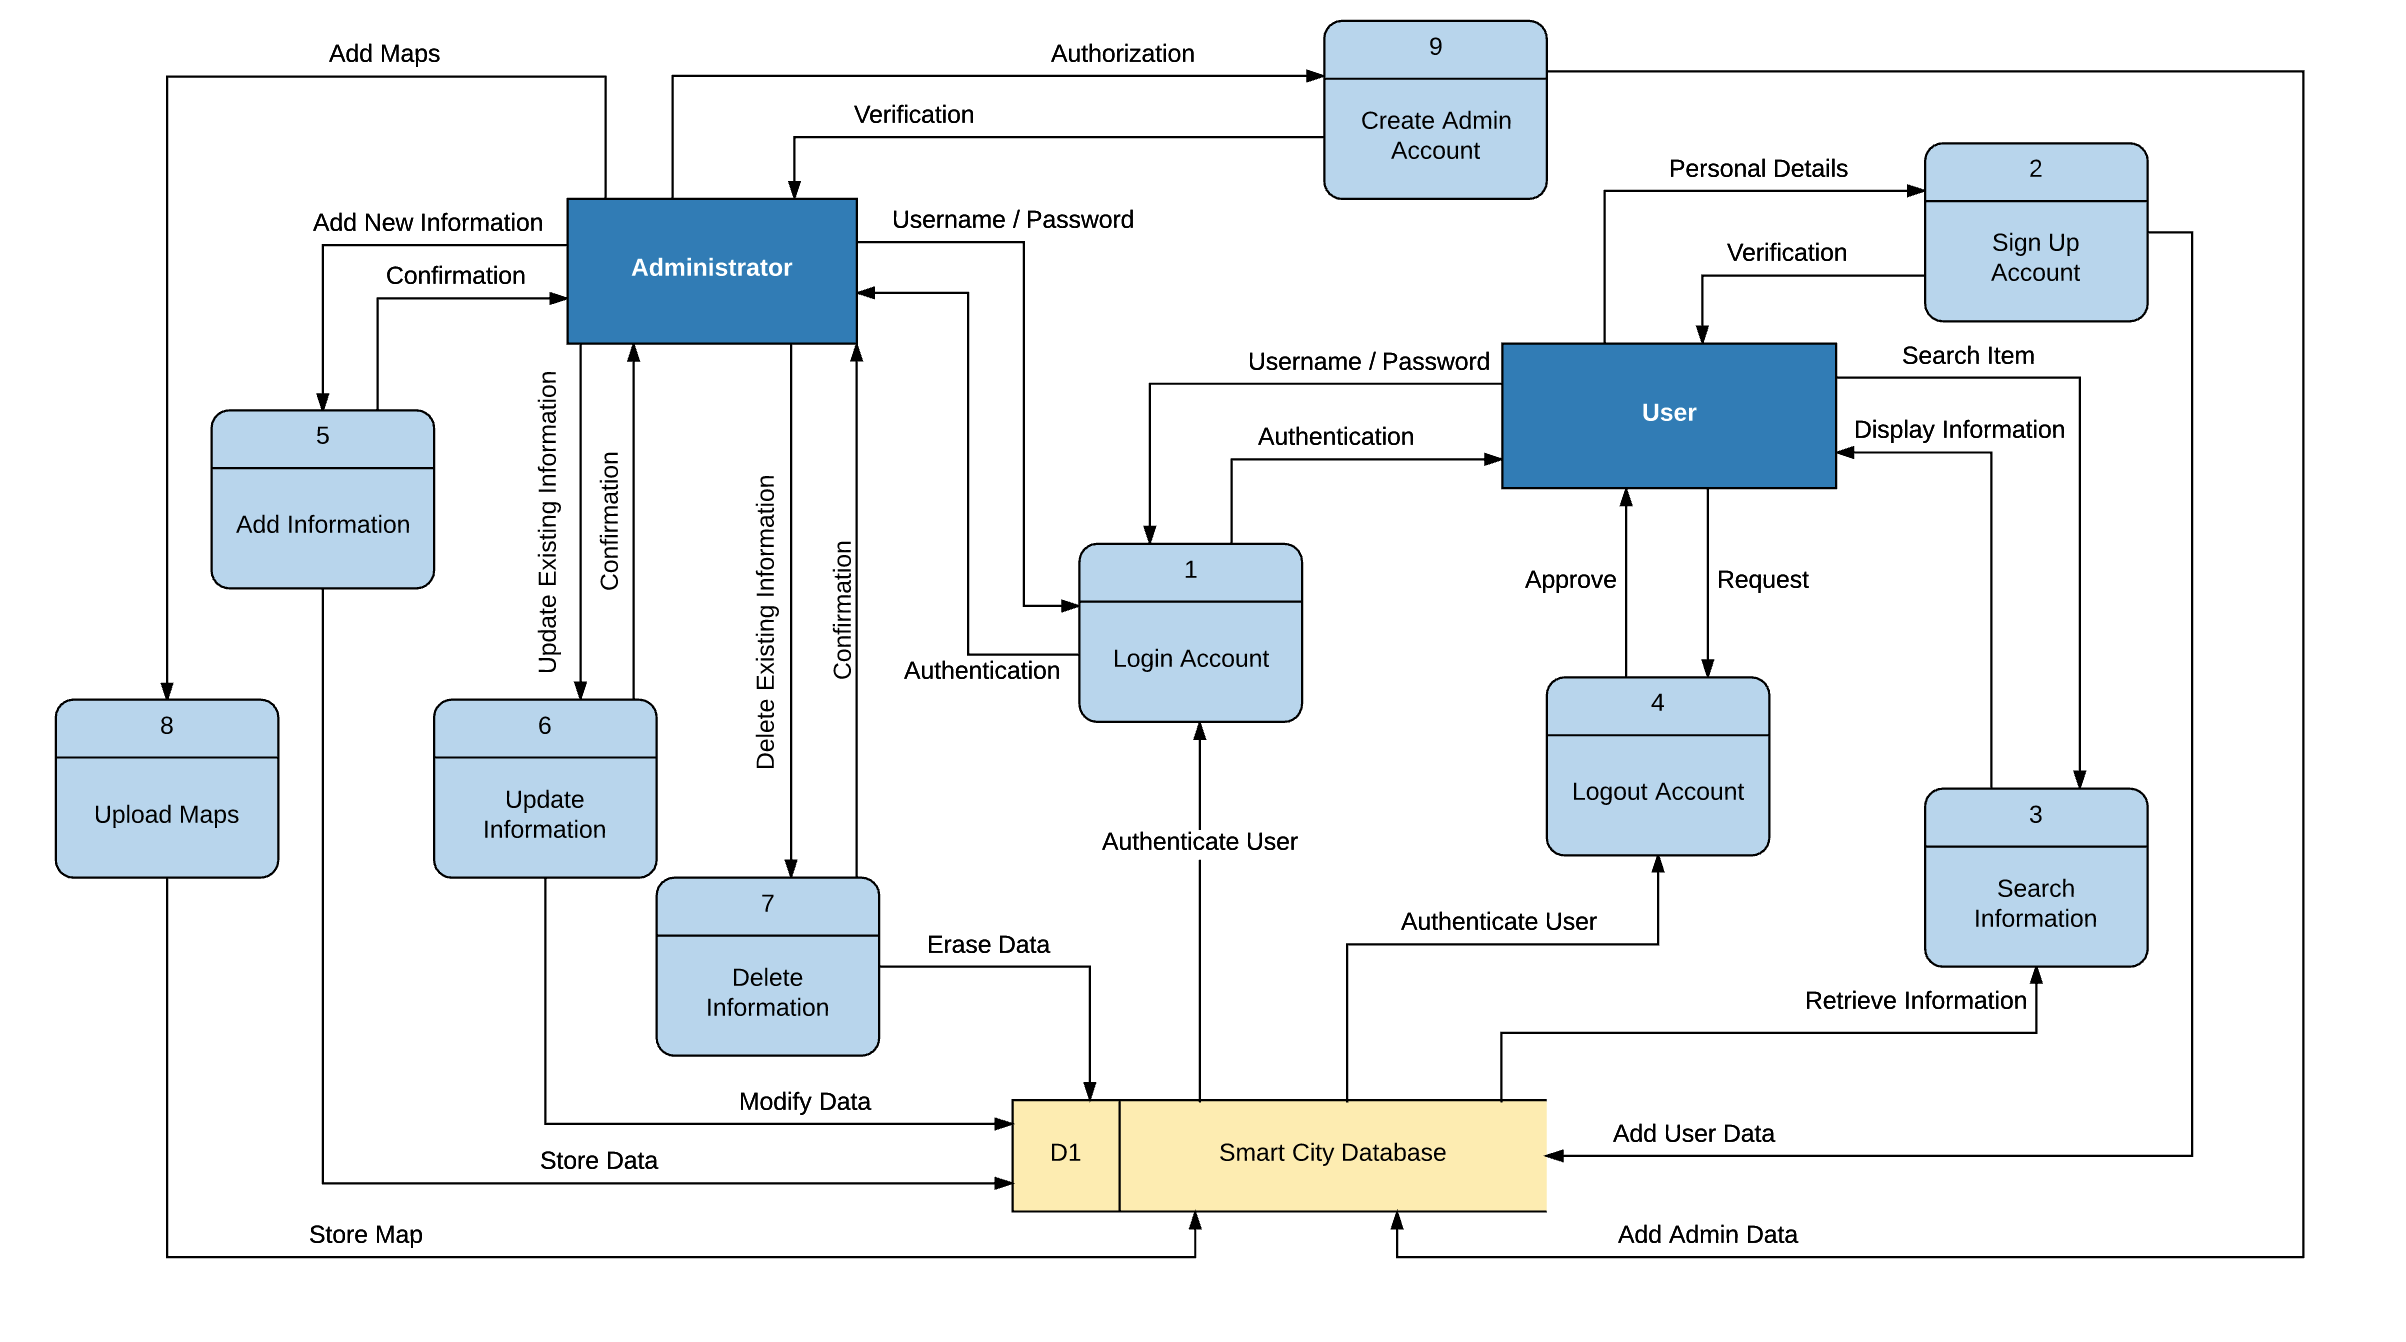 Add Maps
Authorization
9
Create Admin
Account
Verification
Personal Details
2
Sign Up
Account
Add New Information
Username / Password
Administrator
Confirmation
Verification
Username / Password
User
Search Item
Authentication
Display Information
5
Add Information
Update Existing Information
Confirmation
Delete Existing Information
Confirmation
1
Login Account
Authentication
Approve
Request
8
Upload Maps
6
Update
Information
4
Logout Account
3
Search
Information
Authenticate User
7
Delete
Information
Erase Data
Authenticate User
Retrieve Information
Modify Data
D1
Smart City Database
Add User Data
Store Data
Store Map
Add Admin Data